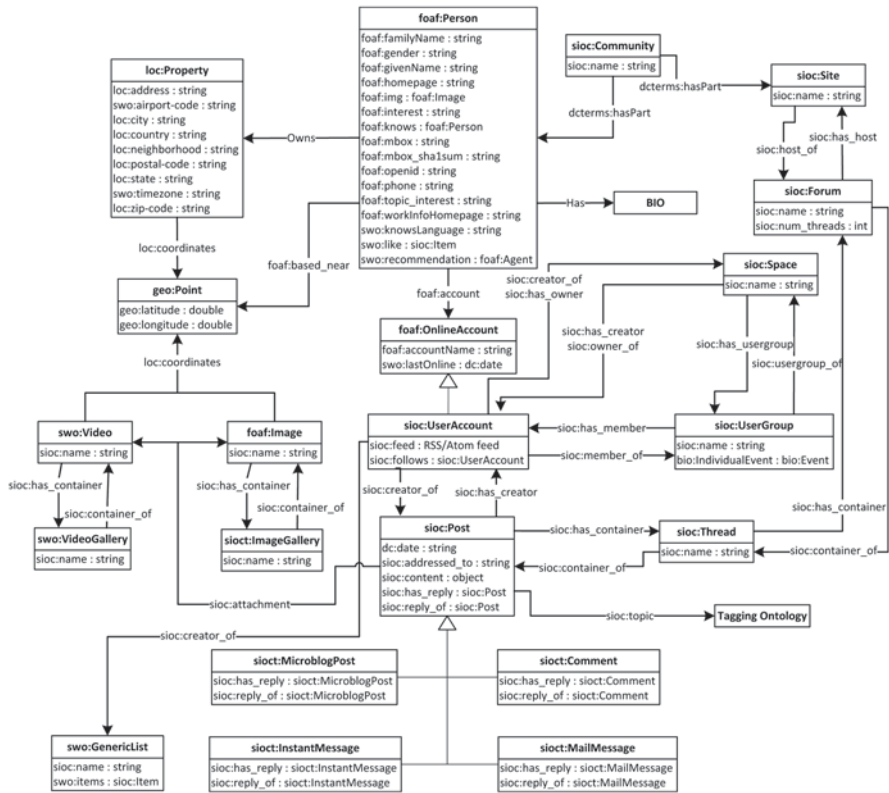 foaf:Person
foaf:familyName : string
foaf:gender : string
foaf:givenName : string
foaf:homepage : string
foaf:img : foaf:Image
foaf:interest : string
foaf:knows : foaf:Person
foaf:mbox : string
foaf:mbox_sha1sum : string
foaf:openid : string
foaf:phone : string
foaf:topic_interest : string
foaf:workInfoHomepage : string
swo:knowsLanguage : string
swo:like : sioc:Item
swo:recommendation : foaf:Agent
sioc:Community
sioc:name : string
dcterms:hasPart
dcterms:hasPart
sioc:Site
sioc:name : string
sioc:has_host
sioc:host_of
sioc:Forum
sioc:name : string
sioc:num_threads : int
loc:Property
loc:address : string
swo:airport-code : string
loc:city : string
loc:country : string
loc:neighborhood : string
loc:postal-code : string
loc:state : string
swo:timezone : string
loc:zip-code : string
Owns
Has
BIO
loc:coordinates
foaf:based_near
foaf:account
geo:Point
geo:latitude : double
geo:longitude : double
loc:coordinates
foaf:OnlineAccount
foaf:accountName : string
swo:lastOnline : dc:date
sioc:creator_of
sioc:has_owner
sioc:Space
sioc:name : string
sioc:has_creator
sioc:owner_of
sioc:has_usergroup
sioc:usergroup_of
swo:Video
sioc:name : string
foaf:Image
sioc:name : string
sioc:has_container
sioc:container_of
sioc:has_container
sioc:container_of
swo:VideoGallery
sioc:name : string
sioct:ImageGallery
sioc:name : string
sioc:UserAccount
sioc:feed : RSS/Atom feed
sioc:follows : sioc:UserAccount
sioc:has_member
sioc:member_of
sioc:UserGroup
sioc:name : string
bio:IndividualEvent : bio:Event
sioc:creator_of
sioc:has_creator
sioc:has_container
sioc:Post
dc:date : string
sioc:addressed_to : string
sioc:content : object
sioc:has_reply : sioc:Post
sioc:reply_of : sioc:Post
sioc:has_container
sioc:container_of
sioc:Thread
sioc:name : string
sioc:container_of
sioc:attachment
sioc:topic
Tagging Ontology
sioc:creator_of
sioct:MicroblogPost
sioc:has_reply : sioct:MicroblogPost
sioc:reply_of : sioct:MicroblogPost
sioct:Comment
sioc:has_reply : sioct:Comment
sioc:reply_of : sioct:Comment
swo:GenericList
sioc:name : string
swo:items : sioc:Item
sioct:InstantMessage
sioc:has_reply : sioct:InstantMessage
sioc:reply_of : sioct:InstantMessage
sioct:MailMessage
sioc:has_reply : sioct:MailMessage
sioc:reply_of : sioct:MailMessage